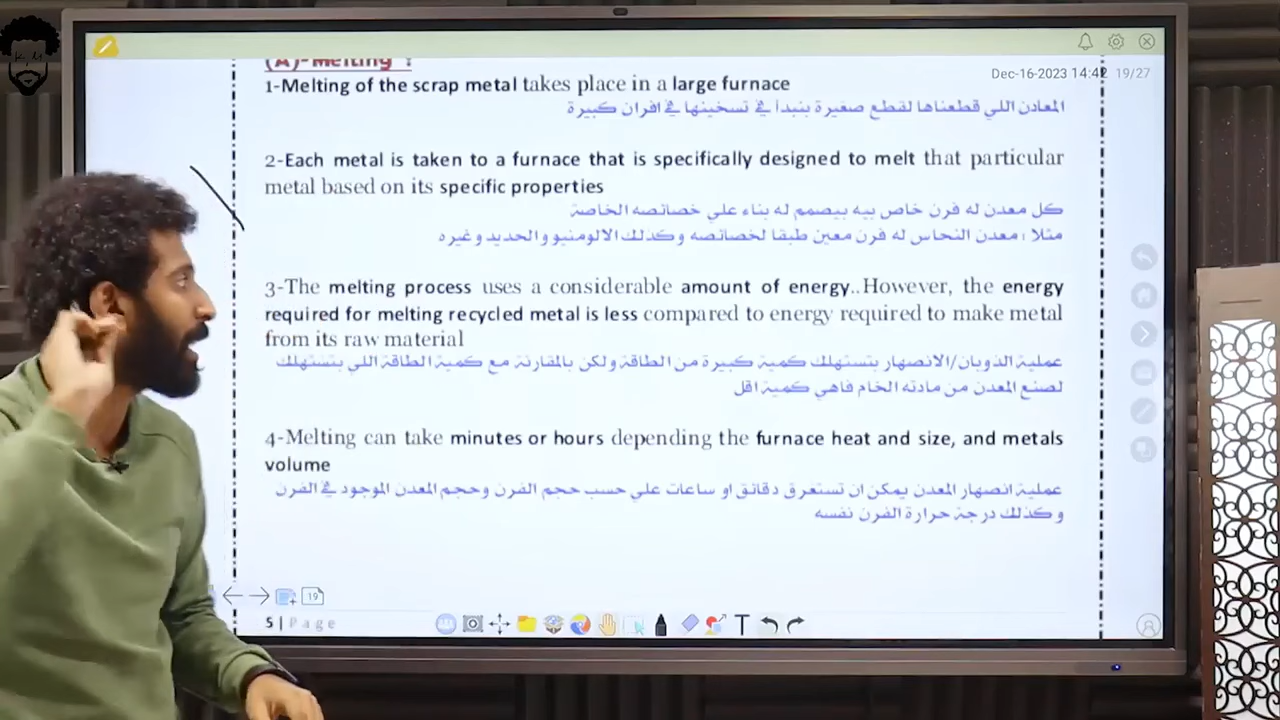 Dec-16-2023 14:42 19/27
(A)-Melting :
1-Melting of the scrap metal takes place in a large furnace
المعادن اللي قطعناها لقطع صغيرة بنبدأ في تسخينها في افران كبيرة
2-Each metal is taken to a furnace that is specifically designed to melt that particular
metal based on its specific properties
كل معدن له فرن خاص بيه بيصمم له بناء علي خصائصه الخاصة
مثلا : معدن النحاس له فرن معين طبقا لخصائصه وكذلك الالومنيو والحديد وغيره
3-The melting process uses a considerable amount of energy..However, the energy
required for melting recycled metal is less compared to energy required to make metal
from its raw material
عملية الذوبان/الانصهار بتستهلك كمية كبيرة من الطاقة ولكن بالمقارنة مع كمية الطاقة اللي بتستهلك
لصنع المعدن من مادته الخام فاهي كمية اقل
4-Melting can take minutes or hours depending the furnace heat and size, and metals
volume
عملية انصهار المعدن يمكن ان تستغرق دقائق او ساعات علي حسب حجم الفرن وحجم المعدن الموجود في الفرن
وكذلك درجة حرارة الفرن نفسه
19
5 | Page
T